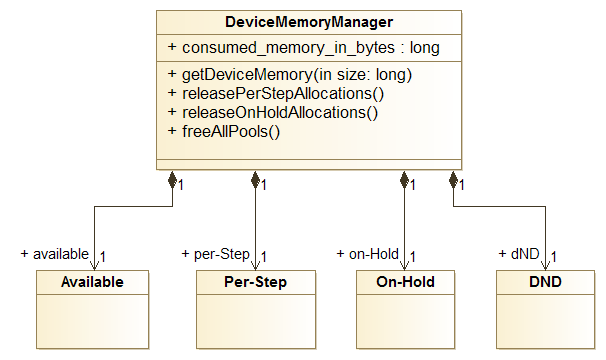 DeviceMemoryManager
+ consumed_memory_in_bytes : long
+ getDeviceMemory(in size: long)
+ releasePerStepAllocations()
+ releaseOnHoldAllocations()
+ freeAllPools()
1 1 1 1
+ available 1 + per-Step 1 + on-Hold 1 + dND 1
Available Per-Step On-Hold DND